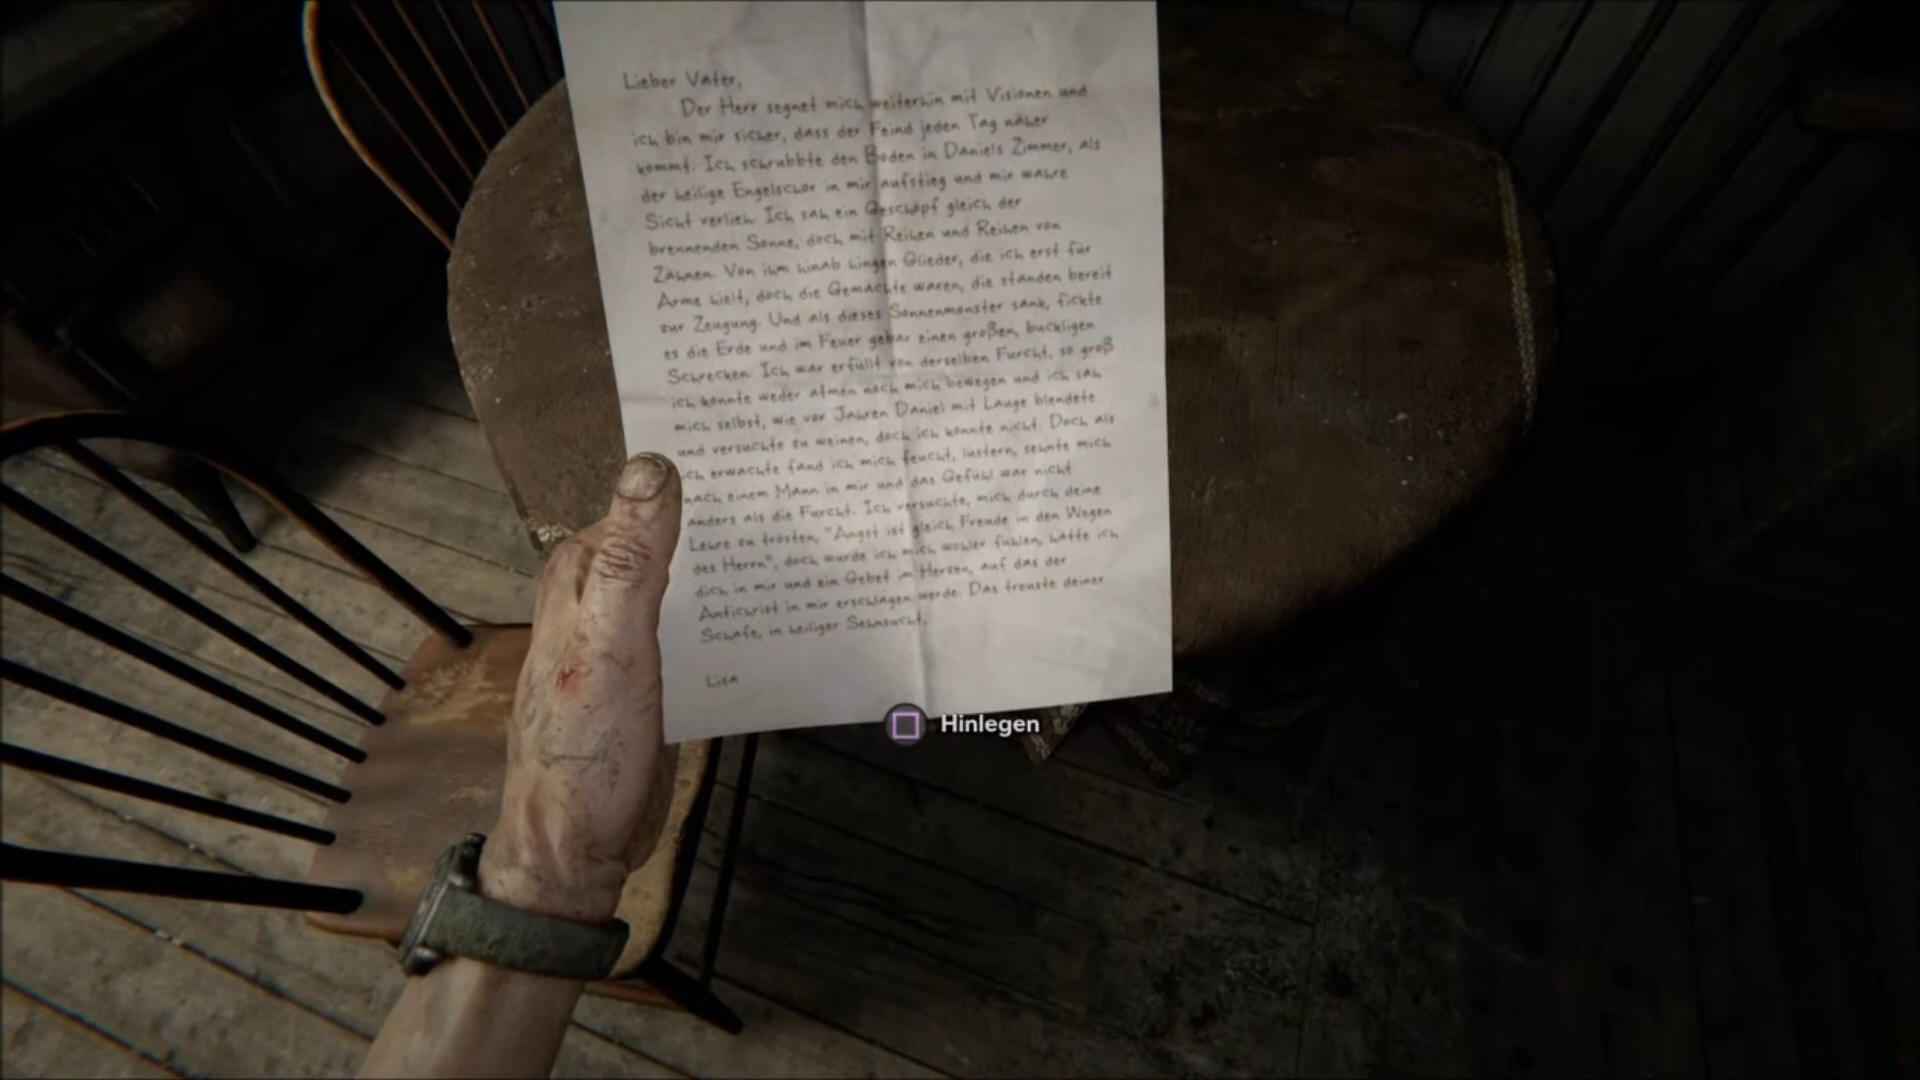 Lieber Vater,
Der Herr segnet mich weiterhin mit Visionen und
ich bin mir sicher, dass der Feind jeden Tag näher
kommt. Ich schrubbte den Boden in Daniels Zimmer, als
der heilige Engelschor in mir aufstieg und mir wahre
Sicht verlieh. Ich sah ein Geschöpf gleich der
brennenden Sonne, doch mit Reihen und Reihen von
Zähnen. Von ihm hinab hingen Glieder, die ich erst für
Arme hielt, doch die Gemächte waren, die standen bereit
zur Zeugung. Und als dieses Sonnenmonster sank, fickte
es die Erde und im Feuer gebar einen großen, buckligen
Schrecken. Ich war erfüllt von derselben Furcht, so groß
ich konnte weder atmen noch mich bewegen und ich sah
mich selbst, wie vor Jahren Daniel mit Lauge blendete
und versuchte zu weinen, doch ich konnte nicht. Doch als
ich erwachte fand ich mich feucht, lüstern, sehnte mich
nach einem Mann in mir und das Gefühl war nicht
anders als die Furcht. Ich versuchte, mich durch deine
Lehre zu trösten, "Angst ist gleich Freude in den Wegen
des Herrn", doch würde ich mich wohler fühlen, hätte ich
dich in mir und ein Gebet im Herzen, auf das der
Antichrist in mir erschlagen werde. Das treuste deiner
Schafe, in heiliger Sehnsucht,
Lisa
Hinlegen